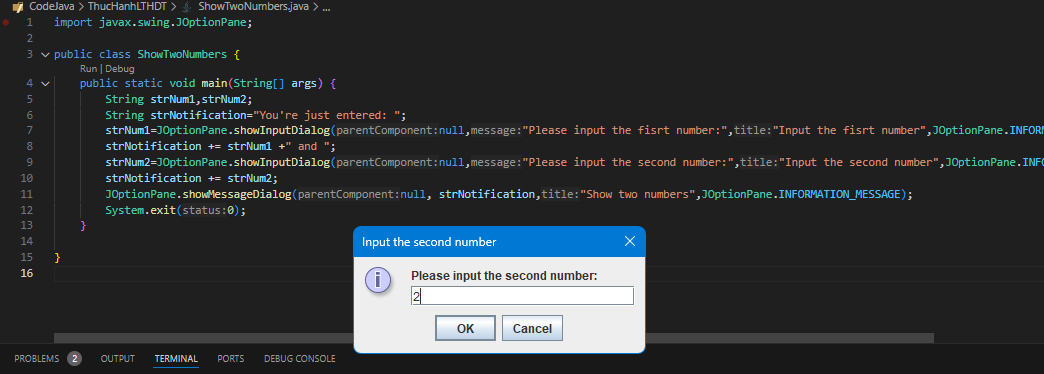 CodeJava > ThucHanhLTHDT > ShowTwoNumbers.java > ...
1 import javax.swing.JOptionPane;
2
3 public class ShowTwoNumbers {
Run | Debug
4 public static void main(String[] args) {
5 String strNum1,strNum2;
6 String strNotification="You're just entered: ";
7 strNum1=JOptionPane.showInputDialog(parentComponent:null,message:"Please input the fisrt number:",title:"Input the fisrt number",JOptionPane.INFORM
8 strNotification += strNum1 +" and ";
9 strNum2=JOptionPane.showInputDialog(parentComponent:null,message:"Please input the second number:",title:"Input the second number",JOptionPane.INFO
10 strNotification += strNum2;
11 JOptionPane.showMessageDialog(parentComponent:null, strNotification,title:"Show two numbers",JOptionPane.INFORMATION_MESSAGE);
12 System.exit(status:0);
13 }
14
15 }
16
Input the second number
Please input the second number:
2
OK Cancel
PROBLEMS 2 OUTPUT TERMINAL PORTS DEBUG CONSOLE